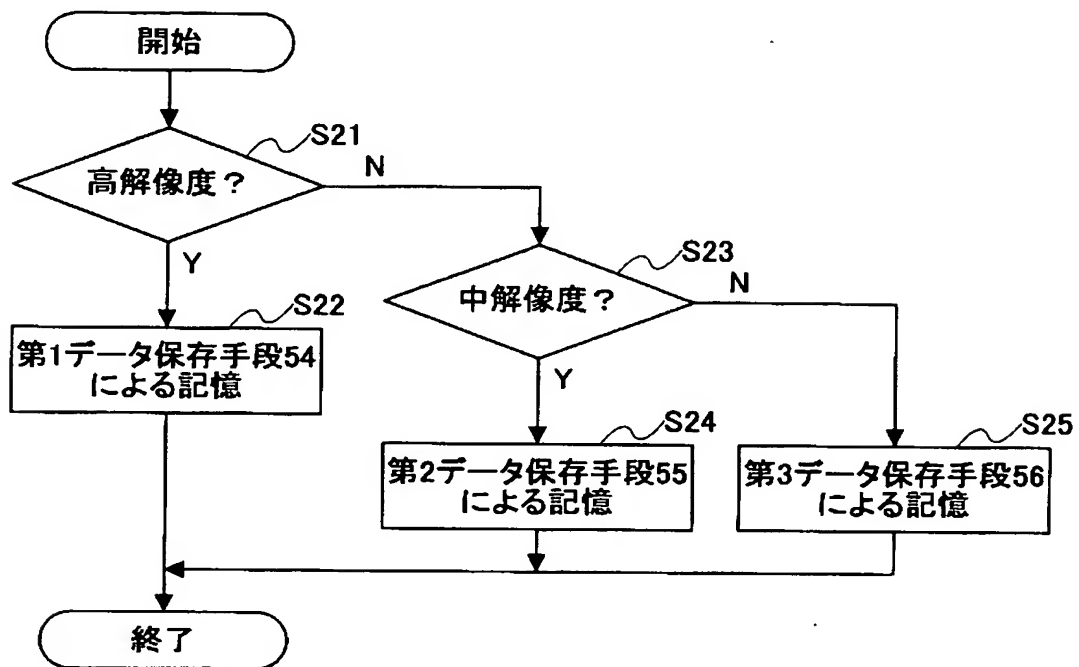 開始
S21
高解像度?
N
Y
S23
中解像度?
N
S22
第1データ保存手段54
による記憶
Y
S24
第2データ保存手段55
による記憶
S25
第3データ保存手段56
による記憶
終了